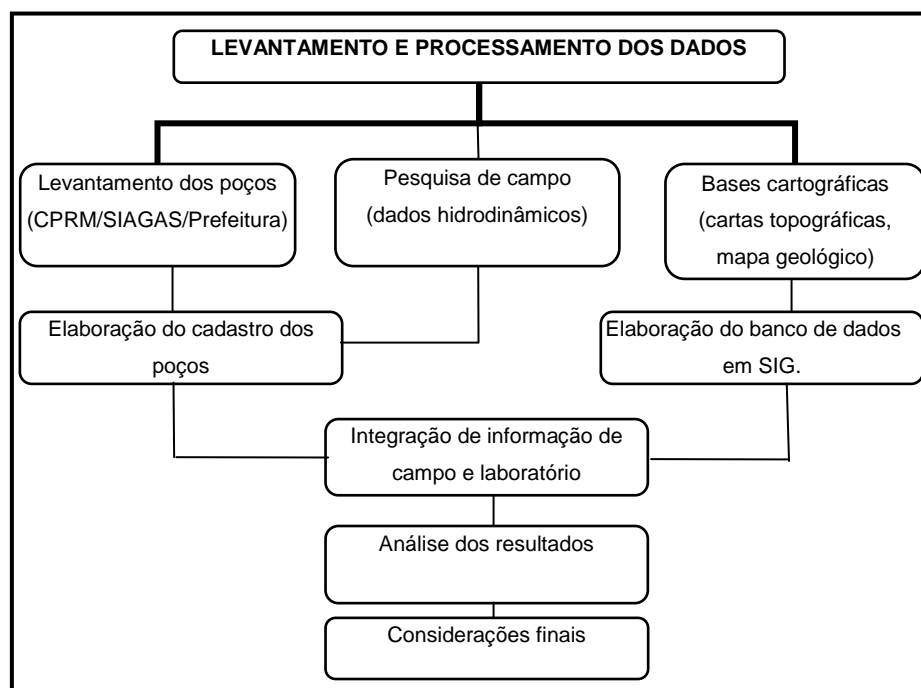 LEVANTAMENTO E PROCESSAMENTO DOS DADOS
Levantamento dos poços
(CPRM/SIAGAS/Prefeitura)
Pesquisa de campo
(dados hidrodinâmicos)
Bases cartográficas
(cartas topográficas,
mapa geológico)
Elaboração do cadastro dos
poços
Elaboração do banco de dados
em SIG.
Integração de informação de
campo e laboratório
Análise dos resultados
Considerações finais